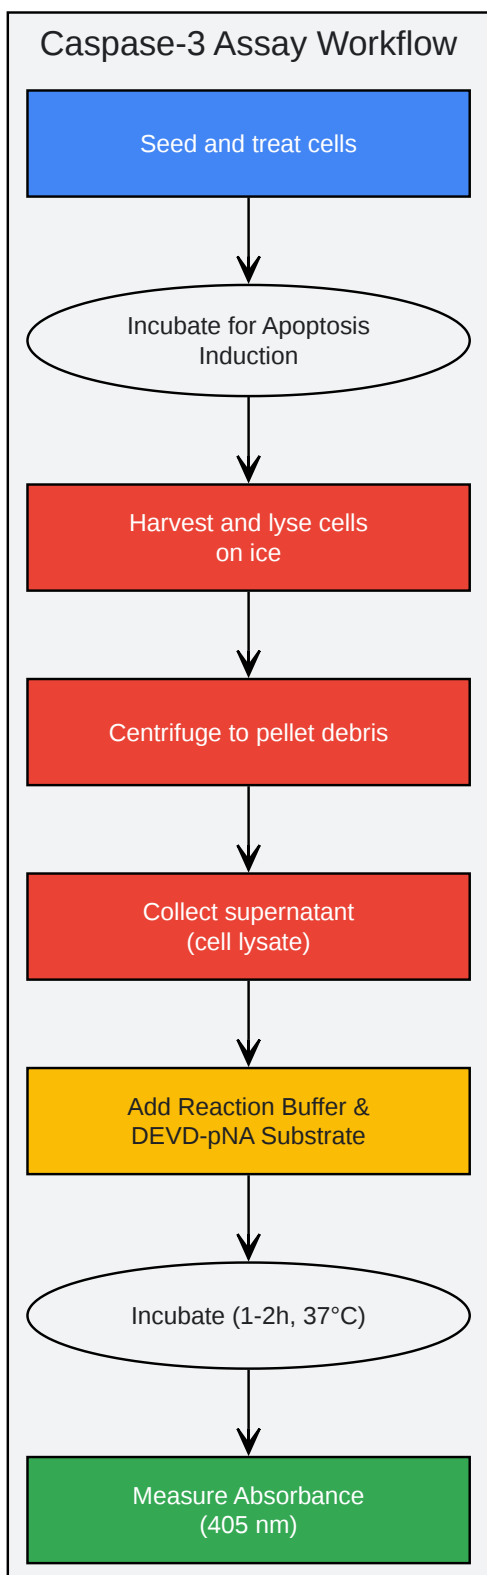 Caspase-3 Assay Workflow
Seed and treat cells
Incubate for Apoptosis
Induction
Harvest and lyse cells
on ice
Centrifuge to pellet debris
Collect supernatant
(cell lysate)
Add Reaction Buffer &
DEVD-pNA Substrate
Incubate (1-2h, 37°C)
Measure Absorbance
(405 nm)